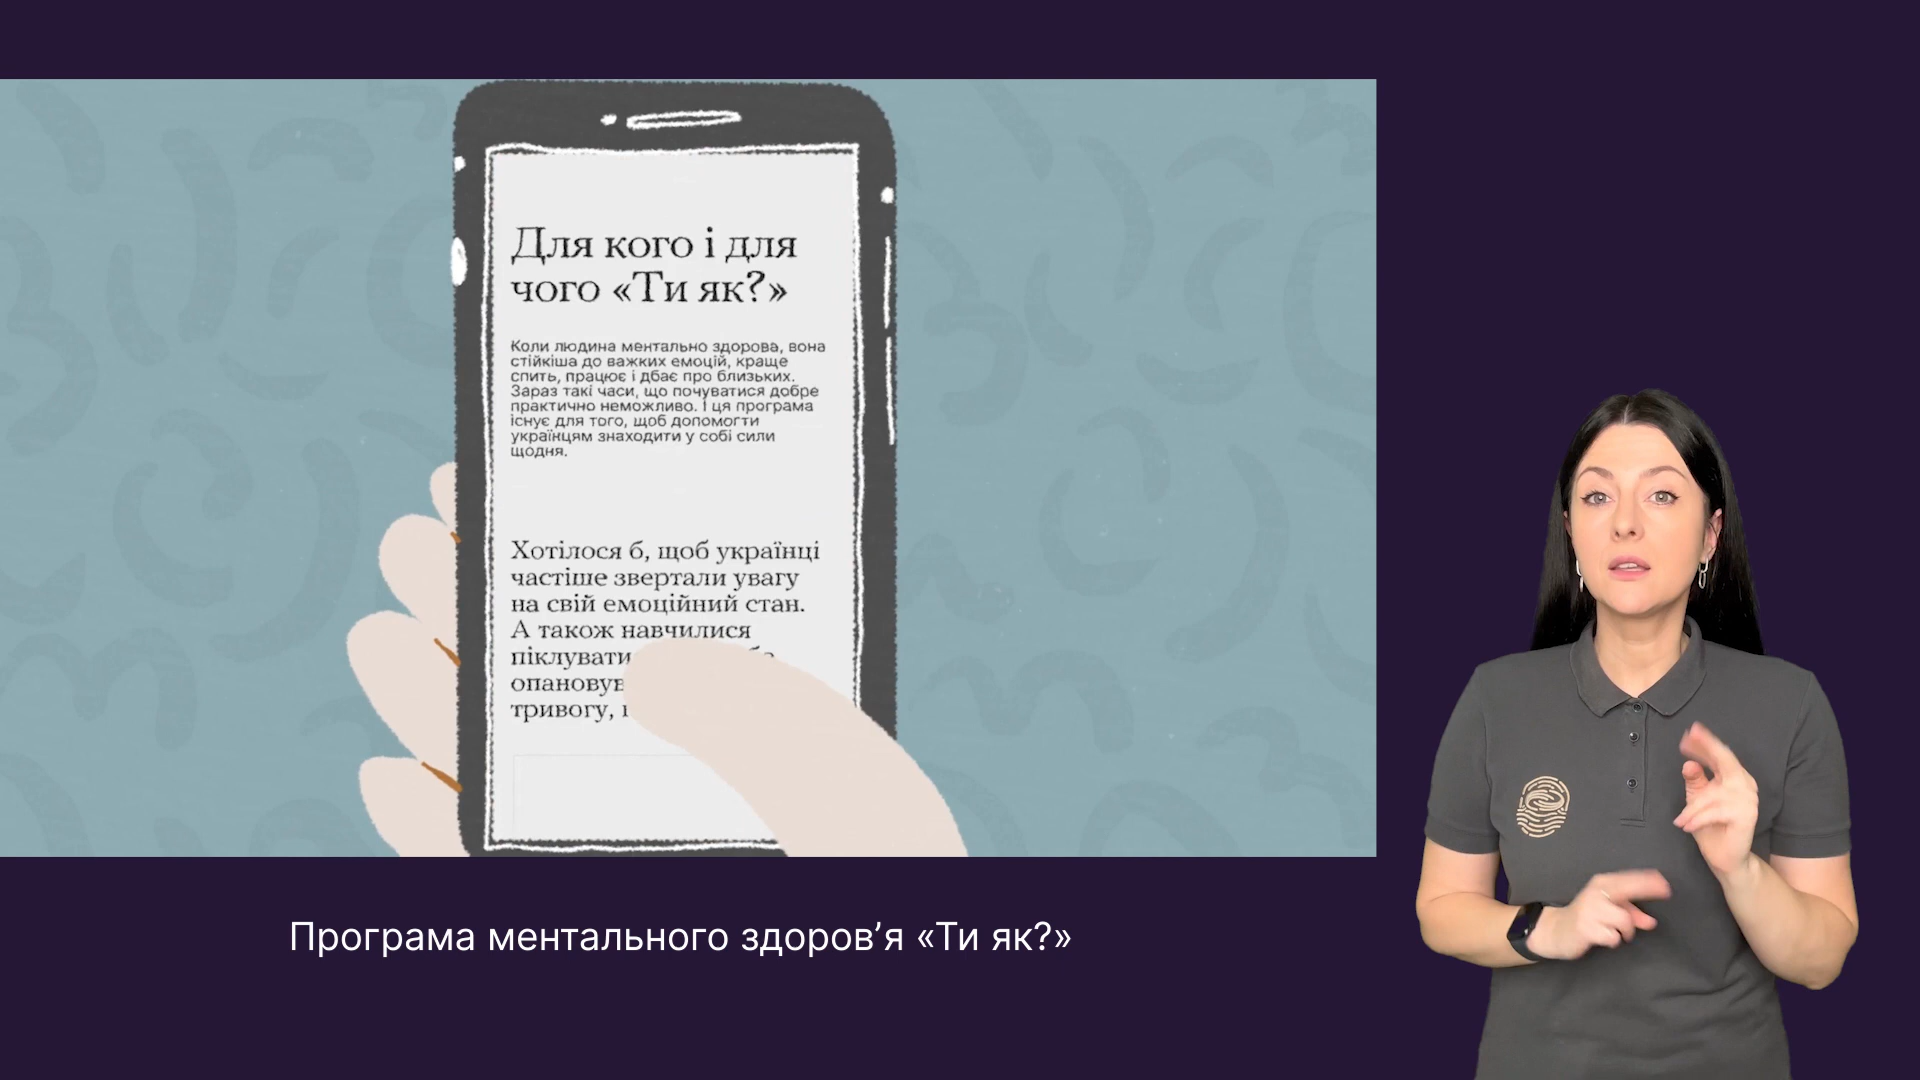 Для кого і для
чого «Ти як?»
Коли людина ментально здорова, вона
стійкіша до важких емоцій, краще
спить, працює і дбає про близьких.
Зараз такі часи, що почуватися добре
практично неможливо. І ця програма
існує для того, щоб допомогти
українцям знаходити у собі сили
щодня.
Хотілося б, щоб українці
частіше звертали увагу
на свій емоційний стан.
А також навчилися
тривогу,
Програма ментального здоров’я «Ти як?»